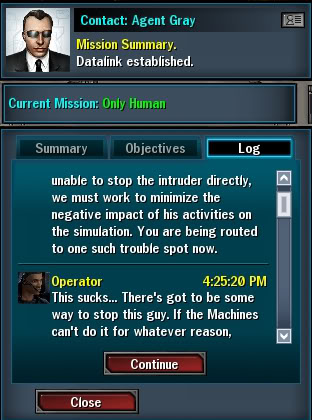 Contact: Agent Gray
Mission Summary.
Datalink established.
Current Mission: Only Human
Summary
Objectives
Log
unable to stop the intruder directly,
we must work to minimize the
negative impact of his activities on
the simulation. You are being routed
to one such trouble spot now.
Operator 4:25:20 PM
This sucks... There's got to be some
way to stop this guy. If the Machines
can't do it for whatever reason,
Continue
Close